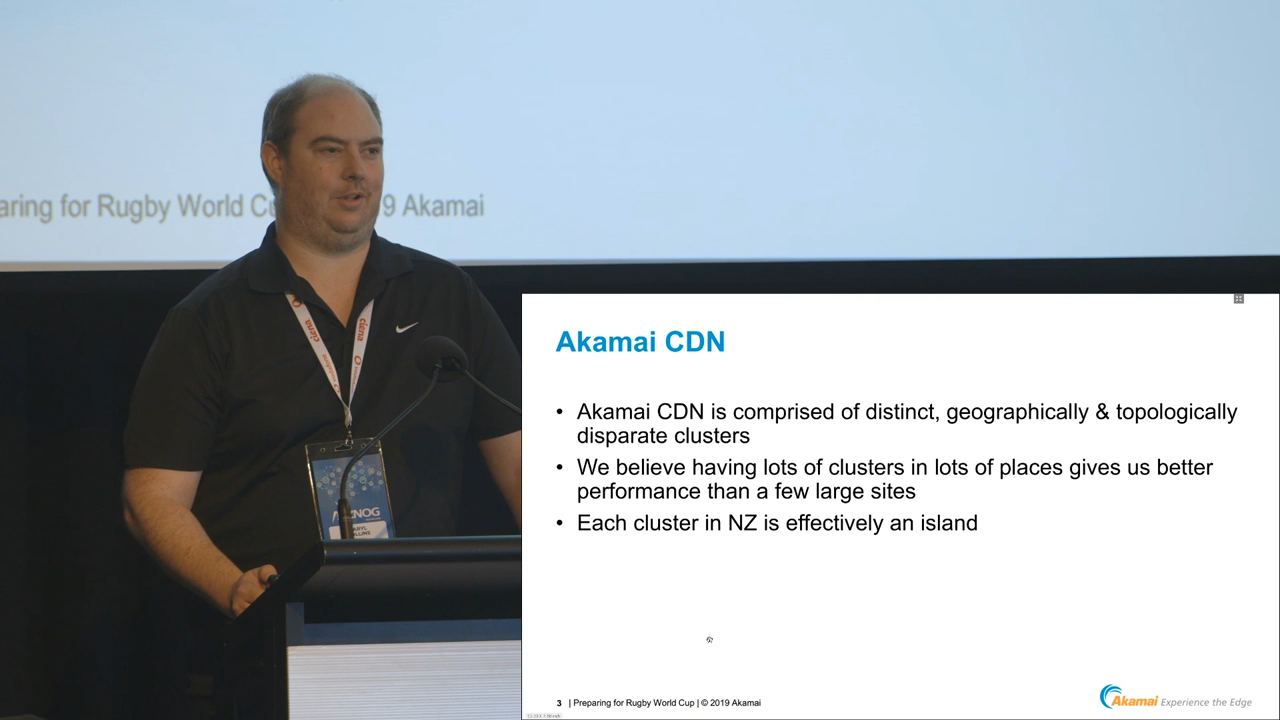 aring for Rugby World Cu 9 Akamai
ciena
ciena
NZNOG
Akamai CDN
• Akamai CDN is comprised of distinct, geographically & topologically
disparate clusters
• We believe having lots of clusters in lots of places gives us better
performance than a few large sites
• Each cluster in NZ is effectively an island
3 | Preparing for Rugby World Cup | © 2019 Akamai
Akamai Experience the Edge